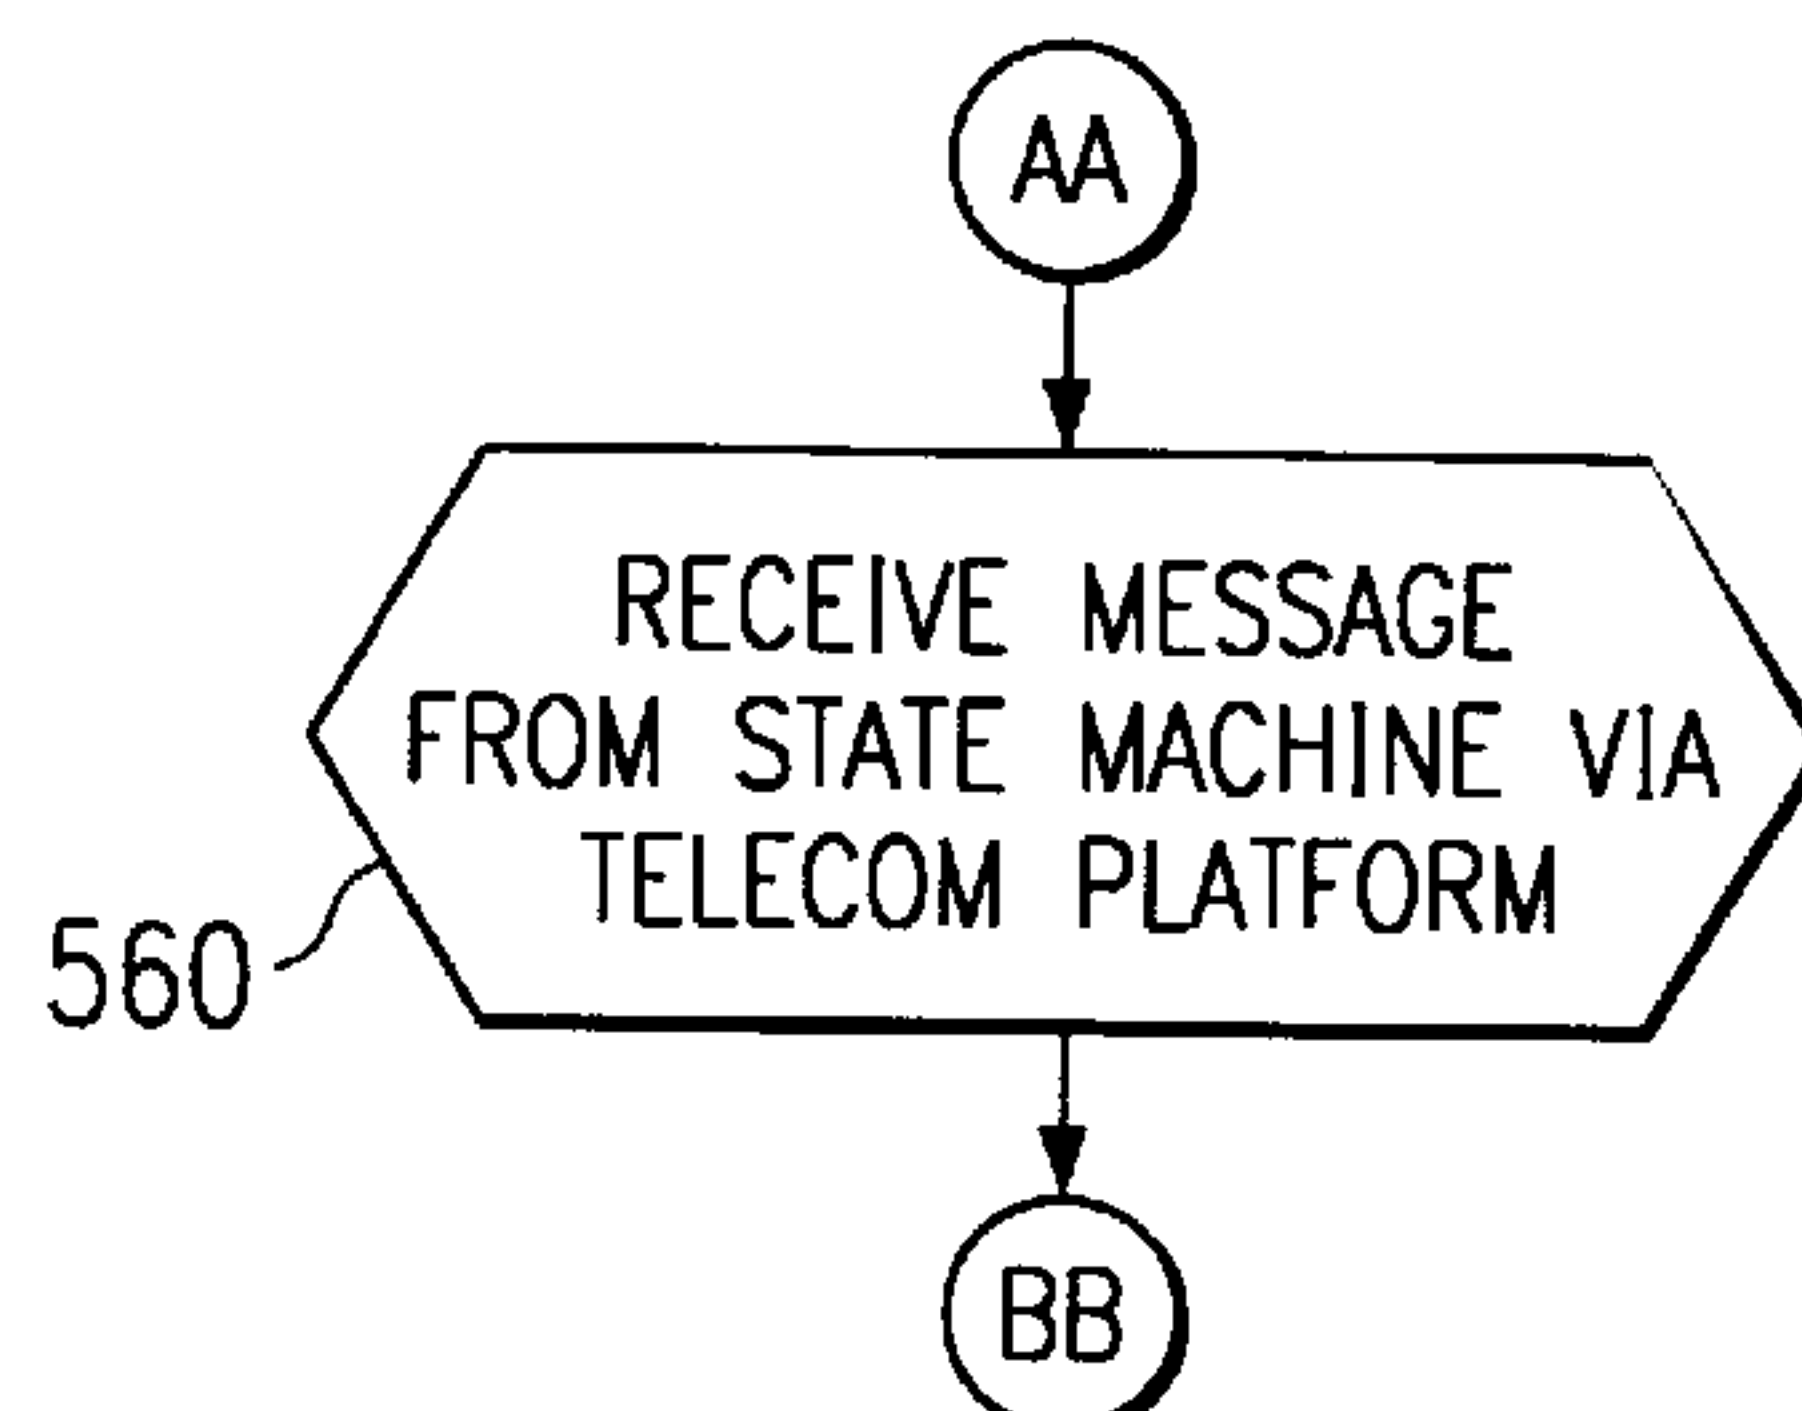 AA
RECEIVE MESSAGE
FROM STATE MACHINE VIA
TELECOM PLATFORM
560
BB